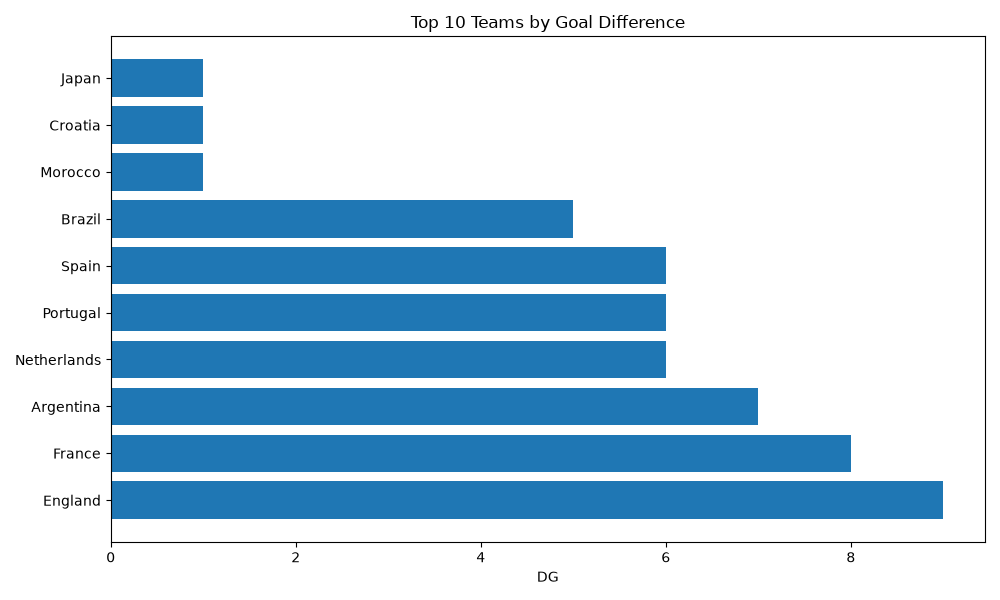 Top 10 Teams by Goal Difference
Japan
Croatia
Morocco
Brazil
Spain
Portugal
Netherlands
Argentina
France
England
0 2 4 6 8
DG